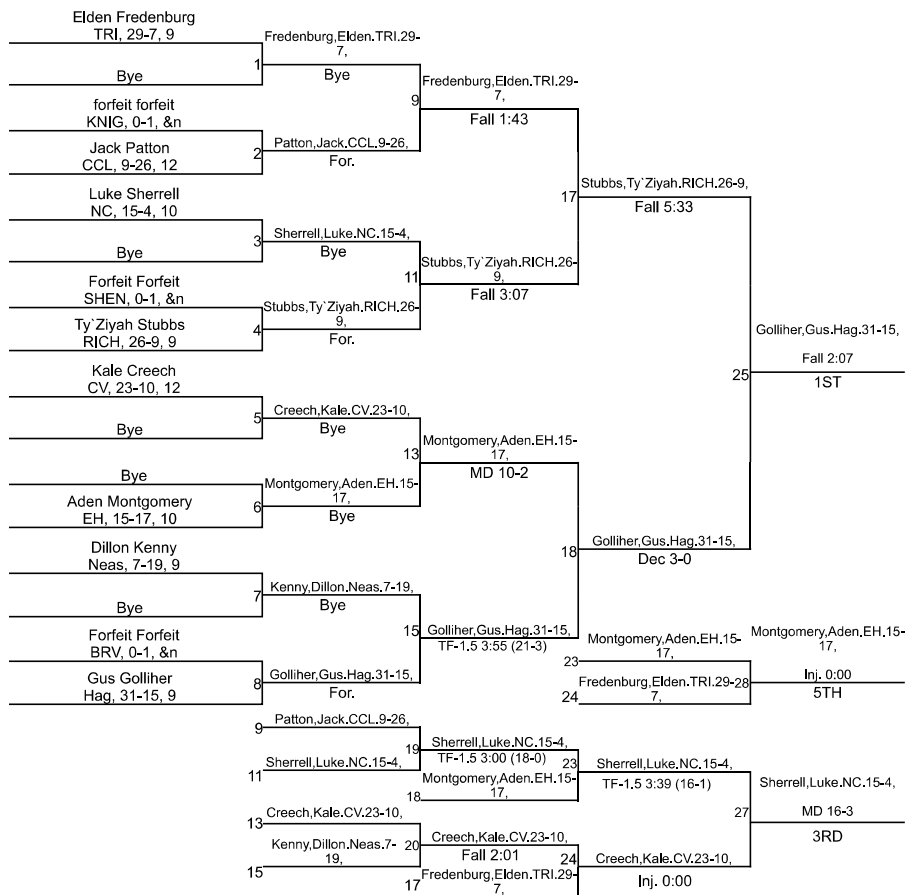 Elden Fredenburg
TRI, 29-7, 9
1
Bye
Fredenburg,Elden.TRI.29-
7,
Bye
forfeit forfeit
KNIG, 0-1, &n
2
Jack Patton
CCL, 9-26, 12
Patton,Jack.CCL.9-26,
For.
9
Fredenburg,Elden.TRI.29-
7,
Fall 1:43
Luke Sherrell
NC, 15-4, 10
3
Bye
Sherrell,Luke.NC.15-4,
Bye
Forfeit Forfeit
SHEN, 0-1, &n
4
Ty`Ziyah Stubbs
RICH, 26-9, 9
Stubbs,Ty`Ziyah.RICH.26-
9,
For.
11
Stubbs,Ty`Ziyah.RICH.26-
9,
Fall 3:07
17
Stubbs,Ty`Ziyah.RICH.26-9,
Fall 5:33
Kale Creech
CV, 23-10, 12
5
Bye
Creech,Kale.CV.23-10,
Bye
Bye
6
Aden Montgomery
EH, 15-17, 10
Montgomery,Aden.EH.15-
17,
Bye
13
Montgomery,Aden.EH.15-
17,
MD 10-2
Dillon Kenny
Neas, 7-19, 9
7
Bye
Kenny,Dillon.Neas.7-19,
Bye
Forfeit Forfeit
BRV, 0-1, &n
8
Gus Golliher
Hag, 31-15, 9
Golliher,Gus.Hag.31-15,
For.
15
Golliher,Gus.Hag.31-15,
TF-1.5 3:55 (21-3)
18
Golliher,Gus.Hag.31-15,
Dec 3-0
25
Golliher,Gus.Hag.31-15,
Fall 2:07
1ST
23
Montgomery,Aden.EH.15-
17,
24
Fredenburg,Elden.TRI.29-
7,
28
Montgomery,Aden.EH.15-
17,
Inj. 0:00
5TH
9
Patton,Jack.CCL.9-26,
11
Sherrell,Luke.NC.15-4,
19
Sherrell,Luke.NC.15-4,
TF-1.5 3:00 (18-0)
18
Montgomery,Aden.EH.15-
17,
23
Sherrell,Luke.NC.15-4,
TF-1.5 3:39 (16-1)
13
Creech,Kale.CV.23-10,
15
Kenny,Dillon.Neas.7-
19,
20
Creech,Kale.CV.23-10,
Fall 2:01
17
Fredenburg,Elden.TRI.29-
7,
24
Creech,Kale.CV.23-10,
Inj. 0:00
27
Sherrell,Luke.NC.15-4,
MD 16-3
3RD